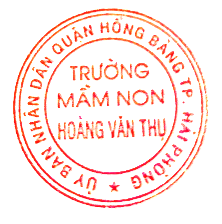 ỦY BAN NHÂN DÂN QUẬN HỒNG BÀNG TP. HẢI PHÒNG
TRƯỜNG
MẦM NON
HOÀNG VĂN THỤ
★